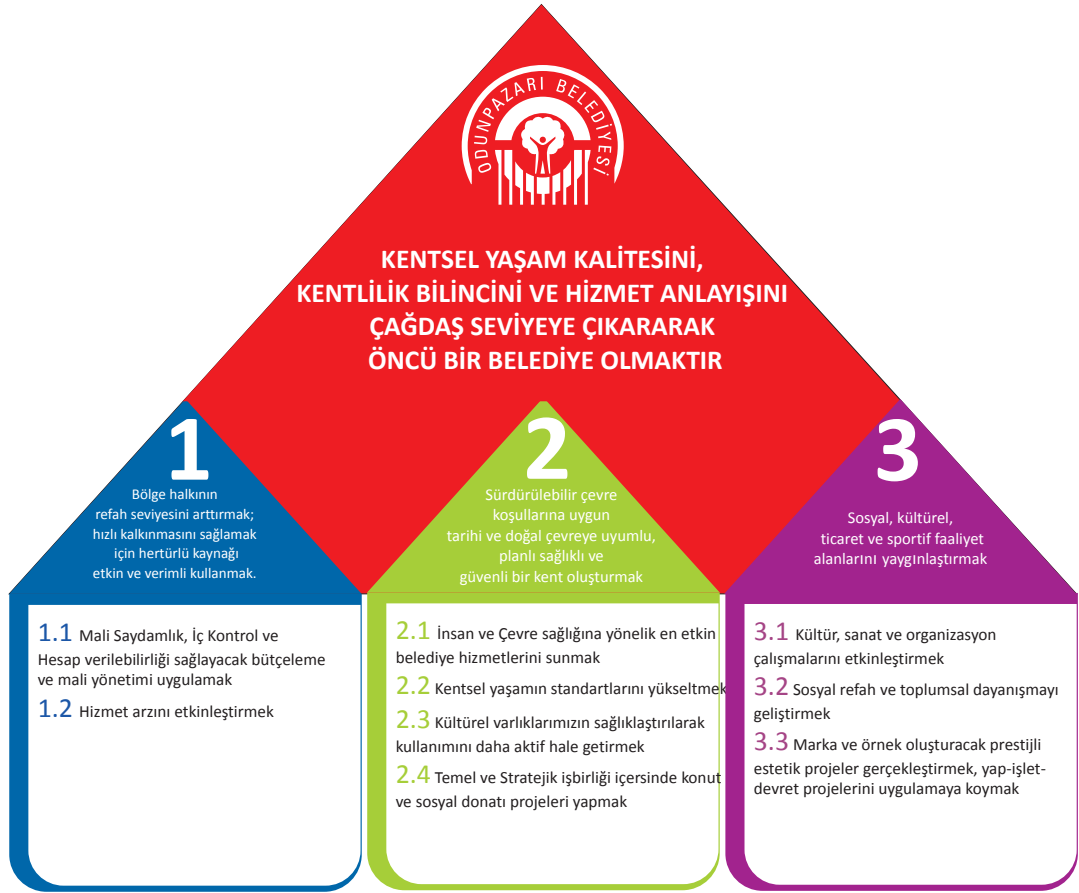 ODUNPAZARI BELEDİYESİ
KENTSEL YAŞAM KALİTESİNİ,
KENTLİLİK BİLİNCİNİ VE HİZMET ANLAYIŞINI
ÇAĞDAŞ SEVİYEYE ÇIKARARAK
ÖNCÜ BİR BELEDİYE OLMAKTIR
1
Bölge halkının
refah seviyesini arttırmak;
hızlı kalkınmasını sağlamak
için hertürlü kaynağı
etkin ve verimli kullanmak.
1.1 Mali Saydamlık, İç Kontrol ve
Hesap verilebilirliği sağlayacak bütçeleme
ve mali yönetimi uygulamak
1.2 Hizmet arzını etkinleştirmek
2
Sürdürülebilir çevre
koşullarına uygun
tarihi ve doğal çevreye uyumlu,
planlı sağlıklı ve
güvenli bir kent oluşturmak
2.1 İnsan ve Çevre sağlığına yönelik en etkin
belediye hizmetlerini sunmak
2.2 Kentsel yaşamın standartlarını yükseltmek
2.3 Kültürel varlıklarımızın sağlıklaştırılarak
kullanımını daha aktif hale getirmek
2.4 Temel ve Stratejik işbirliği içersinde konut
ve sosyal donatı projeleri yapmak
3
Sosyal, kültürel,
ticaret ve sportif faaliyet
alanlarını yaygınlaştırmak
3.1 Kültür, sanat ve organizasyon
çalışmalarını etkinleştirmek
3.2 Sosyal refah ve toplumsal dayanışmayı
geliştirmek
3.3 Marka ve örnek oluşturacak prestijli
estetik projeler gerçekleştirmek, yap-işlet-
devret projelerini uygulamaya koymak